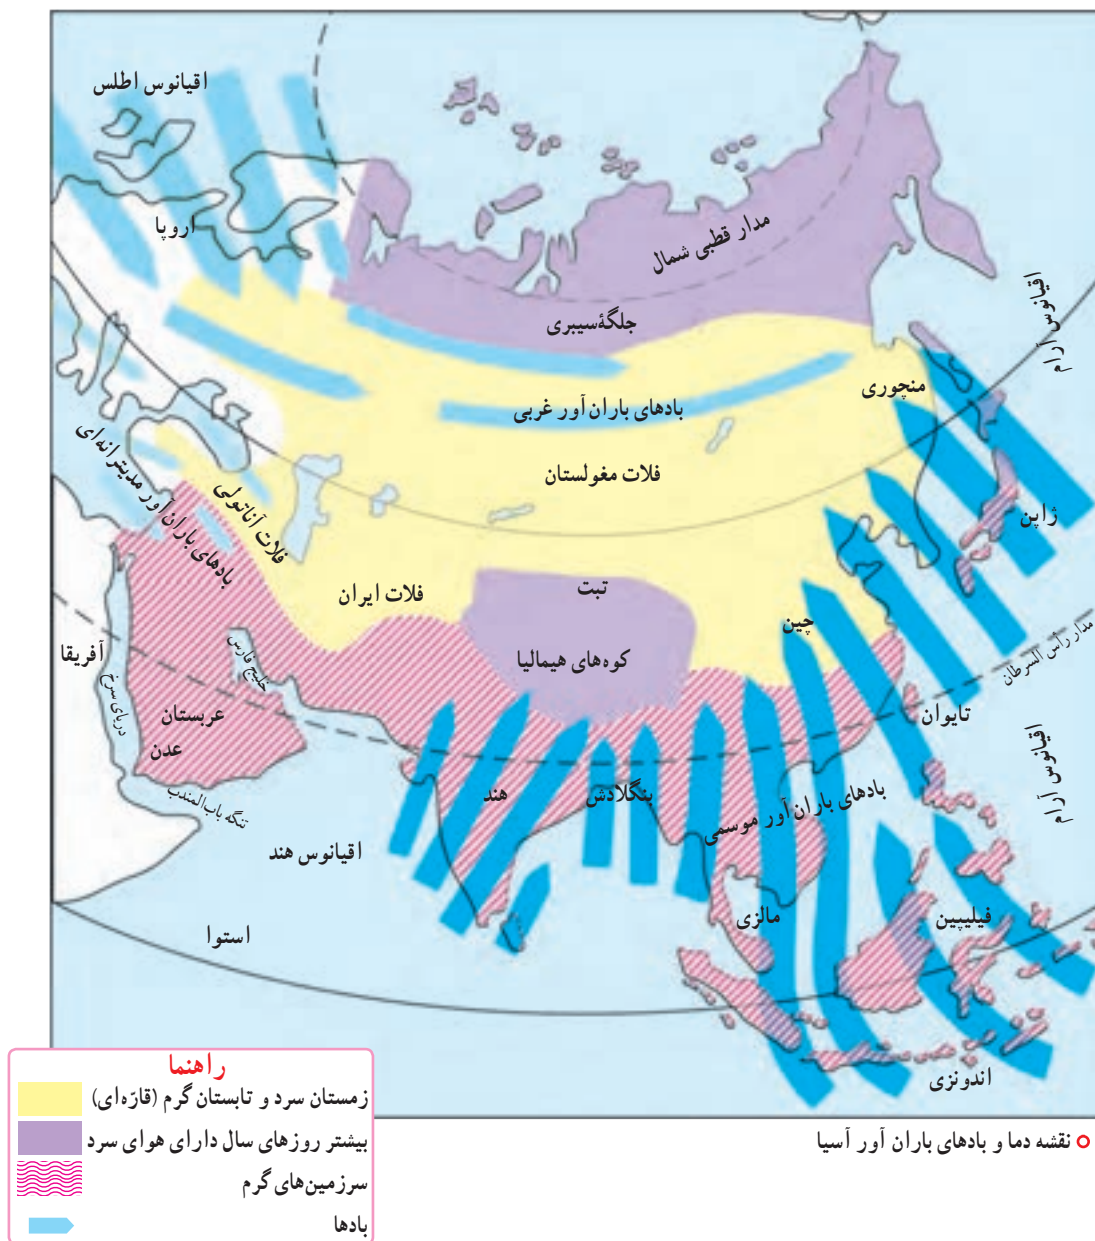 اقیانوس اطلس
اروپا
مدار قطبی شمال
جلگهٔ سیبری
اقیانوس آرام
منچوری
بادهای باران آور غربی
فلات مغولستان
بادهای باران آور مدیترانه‌ای
فلات آناتولی
ژاپن
فلات ایران
تبت
چین
مدار رأس السرطان
کوه‌های هیمالیا
آفریقا
خلیج فارس
دریای سرخ
عربستان
عدن
تایوان
تنگه باب‌المندب
هند
بنگلادش
بادهای باران آور موسمی
اقیانوس آرام
اقیانوس هند
مالزی
فیلیپین
استوا
اندونزی
راهنما
زمستان سرد و تابستان گرم (قارّه‌ای)
بیشتر روزهای سال دارای هوای سرد
سرزمین‌های گرم
بادها
نقشه دما و بادهای باران آور آسیا